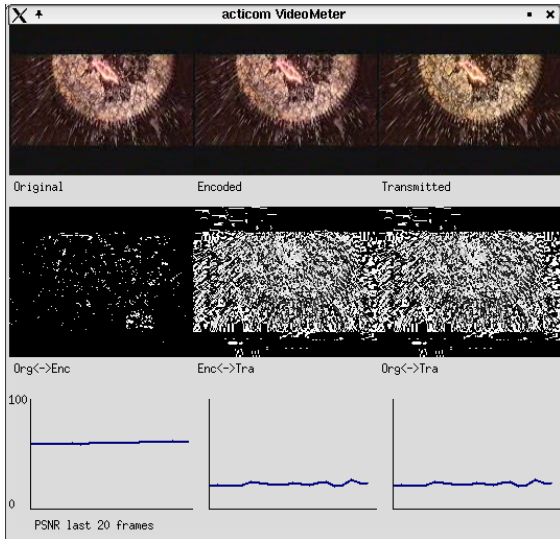 acticom VideoMeter
Original Encoded Transmitted
Org<->Enc Enc<->Tra Org<->Tra
100
0
PSNR last 20 frames